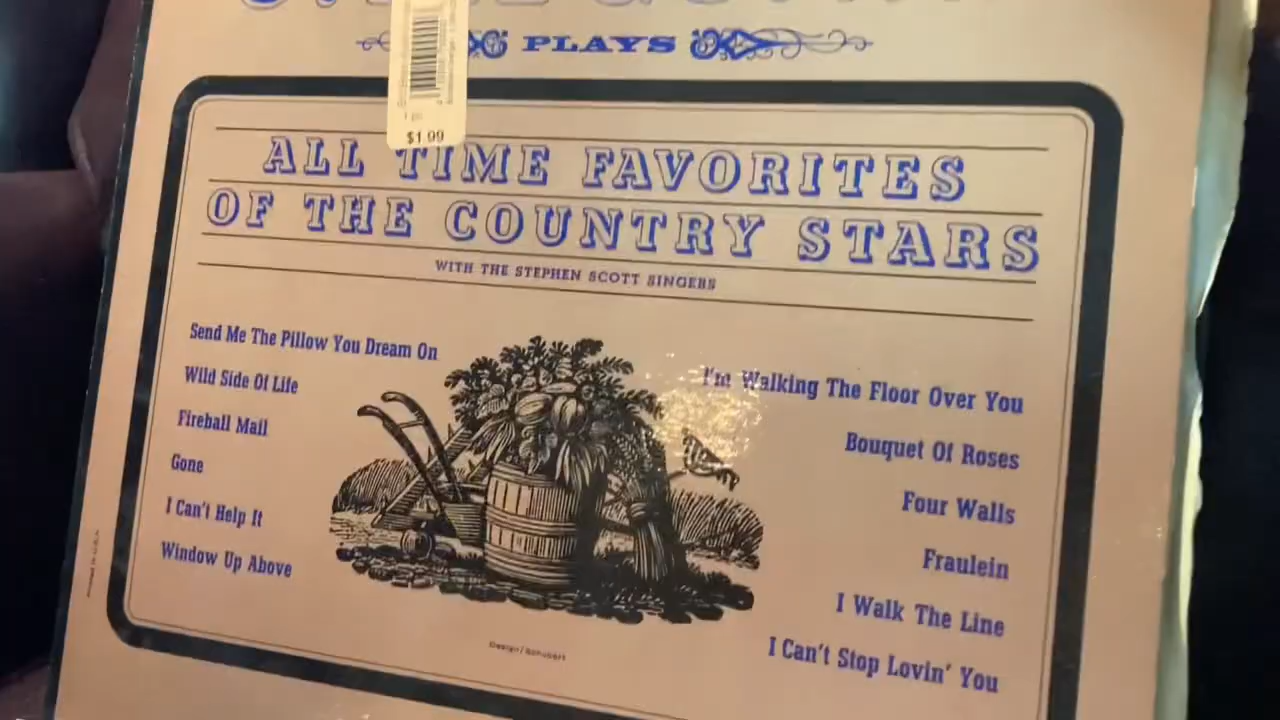 PLAYS
$1.99
ALL TIME FAVORITES
OF THE COUNTRY STARS
WITH THE STEPHEN SCOTT SINGERS
Send Me The Pillow You Dream On
Wild Side Of Life
Fireball Mail
Gone
I Can't Help It
Window Up Above
I'm Walking The Floor Over You
Bouquet Of Roses
Four Walls
Fraulein
I Walk The Line
I Can't Stop Lovin' You
Design/Schubert